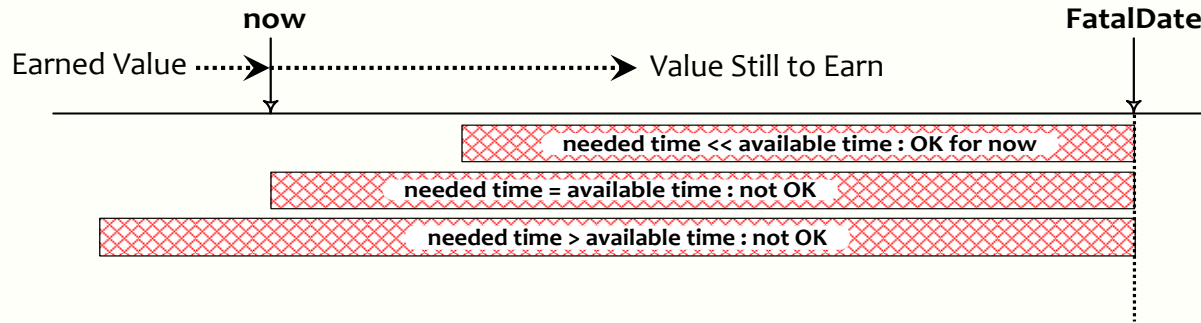 now
FatalDate
Earned Value
Value Still to Earn
needed time << available time : OK for now
needed time = available time : not OK
needed time > available time : not OK